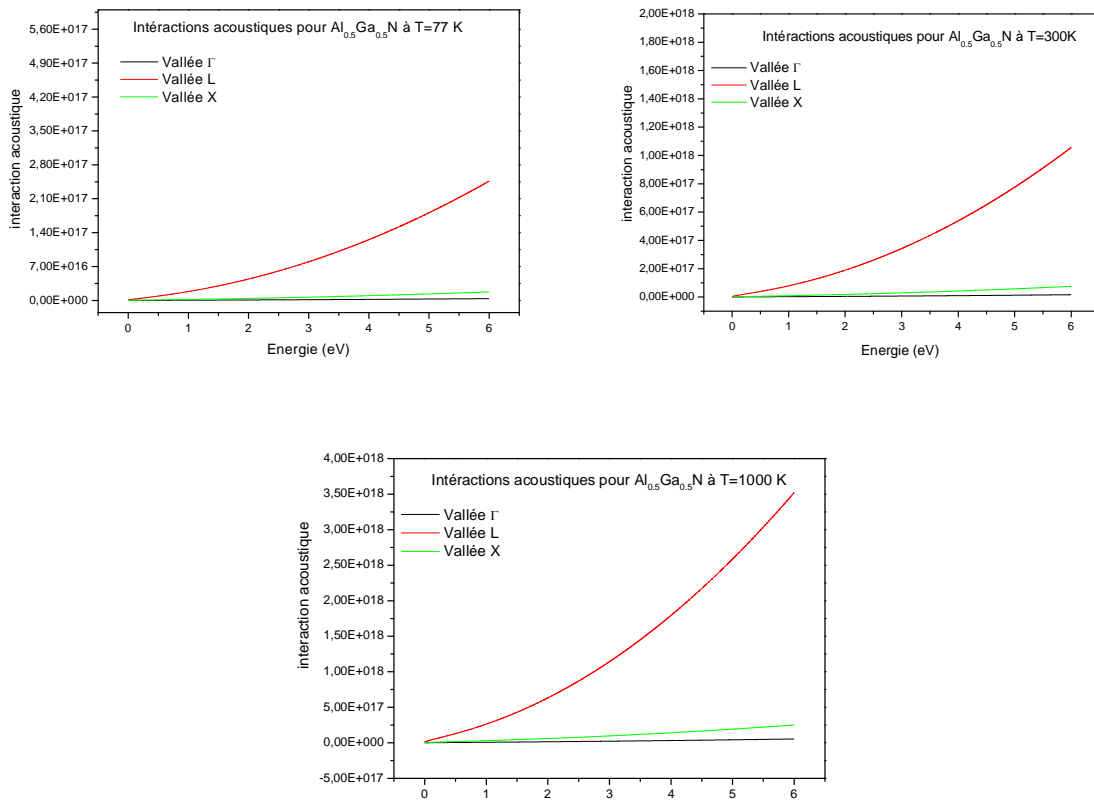 Intéractions acoustiques pour Al0.5Ga0.5N à T=77 K
Vallée Γ
Vallée L
Vallée X
5,60E+017
4,90E+017
4,20E+017
3,50E+017
2,80E+017
2,10E+017
1,40E+017
7,00E+016
0,00E+000
interaction acoustique
0 1 2 3 4 5 6
Energie (eV)
Intéractions acoustiques pour Al0.5Ga0.5N à T=300K
Vallée Γ
Vallée L
Vallée X
2,00E+018
1,80E+018
1,60E+018
1,40E+018
1,20E+018
1,00E+018
8,00E+017
6,00E+017
4,00E+017
2,00E+017
0,00E+000
interaction acoustique
0 1 2 3 4 5 6
Energie (eV)
Intéractions acoustiques pour Al0.5Ga0.5N à T=1000 K
Vallée Γ
Vallée L
Vallée X
4,00E+018
3,50E+018
3,00E+018
2,50E+018
2,00E+018
1,50E+018
1,00E+018
5,00E+017
0,00E+000
-5,00E+017
interaction acoustique
0 1 2 3 4 5 6